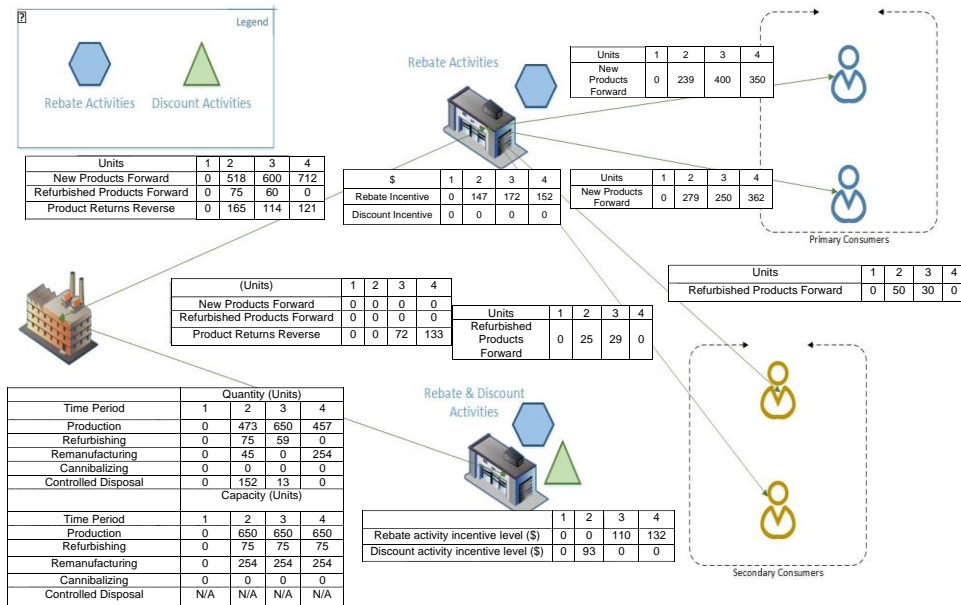 ?
Legend
Rebate Activities
Discount Activities
Rebate Activities
Units 1 2 3 4
New Products Forward 0 239 400 350
Units 1 2 3 4
New Products Forward 0 518 600 712
Refurbished Products Forward 0 75 60 0
Product Returns Reverse 0 165 114 121
$ 1 2 3 4
Rebate Incentive 0 147 172 152
Discount Incentive 0 0 0 0
Units 1 2 3 4
New Products Forward 0 279 250 362
Primary Consumers
Units 1 2 3 4
Refurbished Products Forward 0 50 30 0
(Units) 1 2 3 4
New Products Forward 0 0 0 0
Refurbished Products Forward 0 0 0 0
Product Returns Reverse 0 0 72 133
Units 1 2 3 4
Refurbished Products Forward 0 25 29 0
Rebate & Discount
Activities
Quantity (Units)
Time Period 1 2 3 4
Production 0 473 650 457
Refurbishing 0 75 59 0
Remanufacturing 0 45 0 254
Cannibalizing 0 0 0 0
Controlled Disposal 0 152 13 0
Capacity (Units)
Time Period 1 2 3 4
Production 0 650 650 650
Refurbishing 0 75 75 75
Remanufacturing 0 254 254 254
Cannibalizing 0 0 0 0
Controlled Disposal N/A N/A N/A N/A
1 2 3 4
Rebate activity incentive level ($) 0 0 110 132
Discount activity incentive level ($) 0 93 0 0
Secondary Consumers